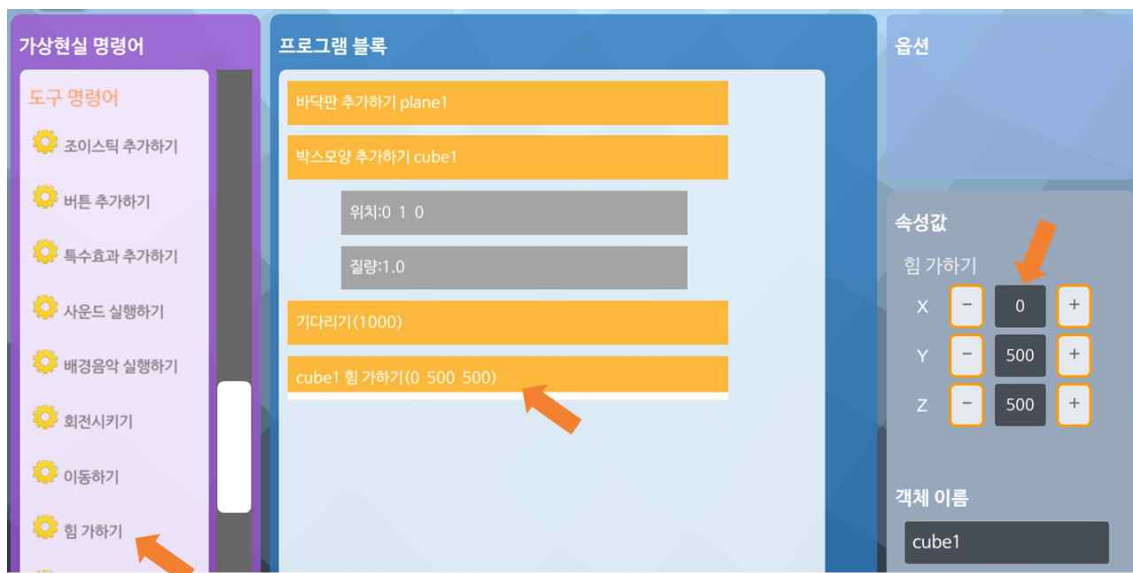 가상현실 명령어
도구 명령어
조이스틱 추가하기
버튼 추가하기
특수효과 추가하기
사운드 실행하기
배경음악 실행하기
회전시키기
이동하기
힘 가하기
프로그램 블록
바닥판 추가하기 plane1
박스모양 추가하기 cube1
위치:0 1 0
질량:1.0
기다리기(1000)
cube1 힘 가하기(0 500 500)
옵션
속성값
힘 가하기
X - 0 +
Y - 500 +
Z - 500 +
객체 이름
cube1